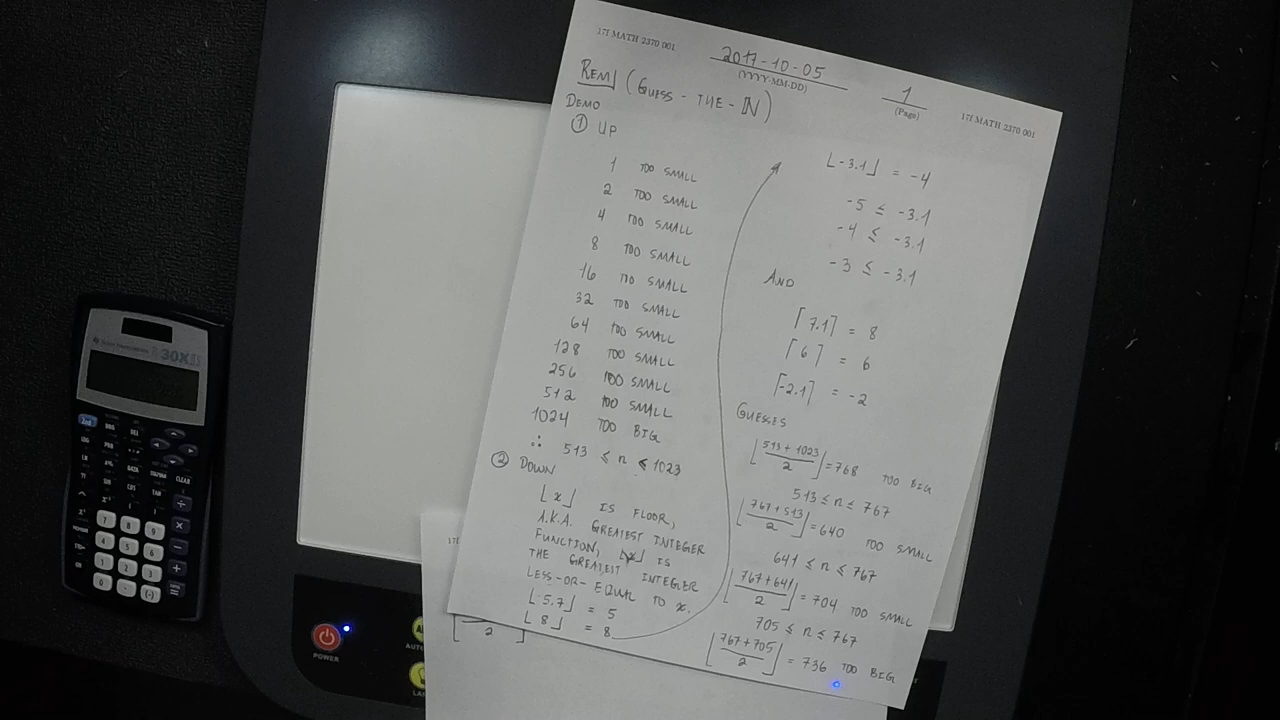 17I MATH 2370 001
2017-10-05
(YYYY-MM-DD)
1
(Page)
17I MATH 2370 001
REM (GUESS-THE-ℕ)
DEMO
① UP
1 TOO SMALL
2 TOO SMALL
4 TOO SMALL
8 TOO SMALL
16 TOO SMALL
32 TOO SMALL
64 TOO SMALL
128 TOO SMALL
256 TOO SMALL
512 TOO SMALL
1024 TOO BIG
∴ 513 ≤ n ≤ 1023
② DOWN
⌊x⌋ IS FLOOR,
A.K.A. GREATEST INTEGER
FUNCTION, ⌊x⌋ IS
THE GREATEST INTEGER
LESS-OR-EQUAL TO x.
⌊5.7⌋ = 5
⌊8⌋ = 8
⌊-3.1⌋ = -4
-5 ≤ -3.1
-4 ≤ -3.1
-3 ≤ -3.1
AND
⌈7.1⌉ = 8
⌈6⌉ = 6
⌈-2.1⌉ = -2
GUESSES
⌊(513+1023)/2⌋ = 768 TOO BIG
513 ≤ n ≤ 767
⌊(767+513)/2⌋ = 640 TOO SMALL
641 ≤ n ≤ 767
⌊(767+641)/2⌋ = 704 TOO SMALL
705 ≤ n ≤ 767
⌊(767+705)/2⌋ = 736 TOO BIG
17I
2
POWER
30X